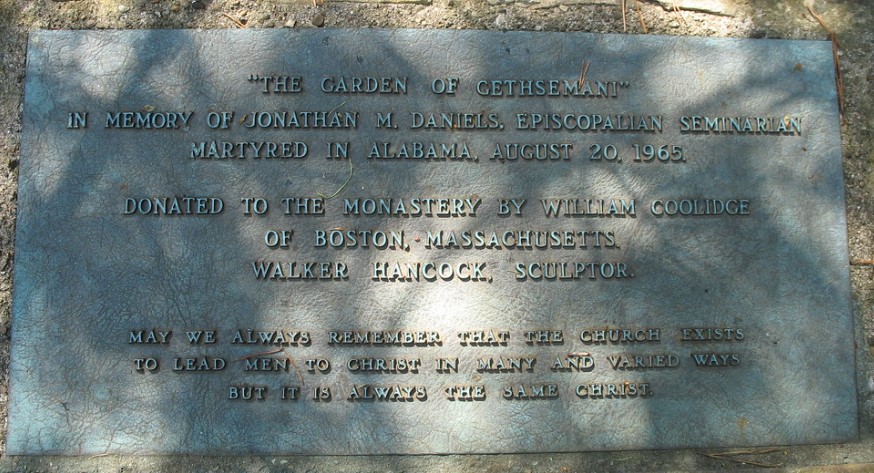 "THE GARDEN OF GETHSEMANI"
IN MEMORY OF JONATHAN M. DANIELS, EPISCOPALIAN SEMINARIAN
MARTYRED IN ALABAMA, AUGUST 20, 1965.
DONATED TO THE MONASTERY BY WILLIAM COOLIDGE
OF BOSTON, MASSACHUSETTS.
WALKER HANCOCK, SCULPTOR.
MAY WE ALWAYS REMEMBER THAT THE CHURCH EXISTS
TO LEAD MEN TO CHRIST IN MANY AND VARIED WAYS
BUT IT IS ALWAYS THE SAME CHRIST.